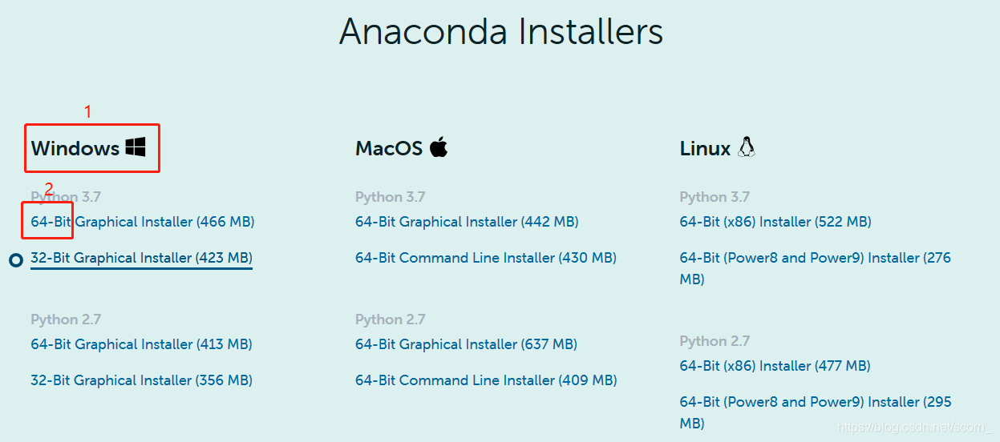 Anaconda Installers
1
Windows
2
Python 3.7
64-Bit Graphical Installer (466 MB)
32-Bit Graphical Installer (423 MB)
Python 2.7
64-Bit Graphical Installer (413 MB)
32-Bit Graphical Installer (356 MB)
MacOS
Python 3.7
64-Bit Graphical Installer (442 MB)
64-Bit Command Line Installer (430 MB)
Python 2.7
64-Bit Graphical Installer (637 MB)
64-Bit Command Line Installer (409 MB)
Linux
Python 3.7
64-Bit (x86) Installer (522 MB)
64-Bit (Power8 and Power9) Installer (276
MB)
Python 2.7
64-Bit (x86) Installer (477 MB)
64-Bit (Power8 and Power9) Installer (295
MB)
https://blog.csdn.net/scorn_